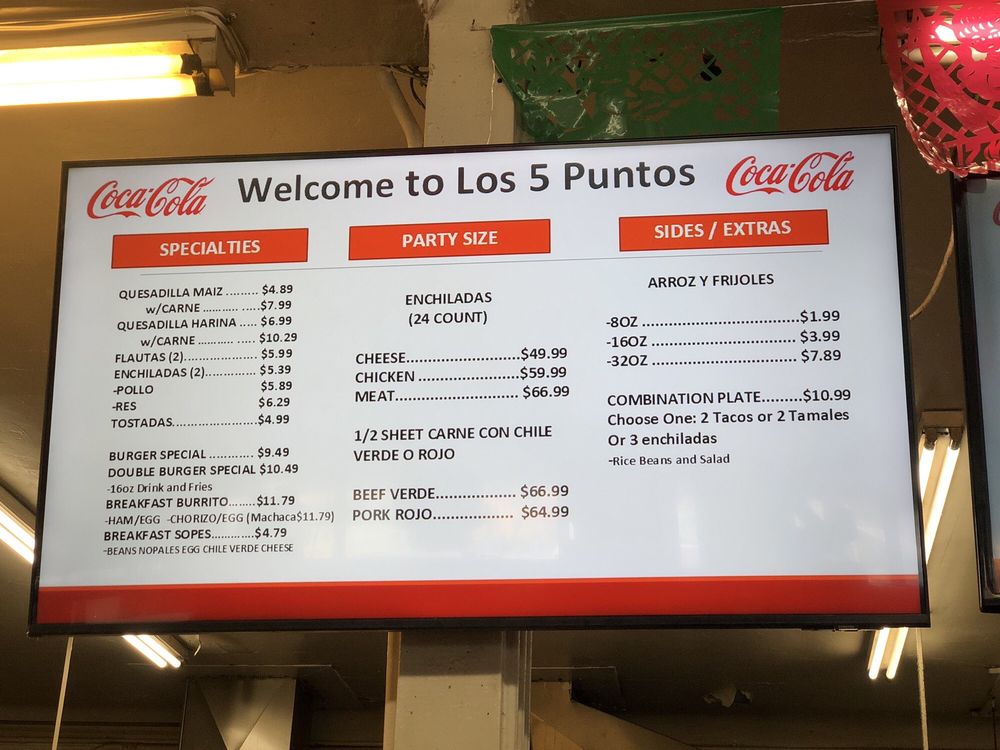 Coca-Cola
Welcome to Los 5 Puntos
Coca-Cola
SPECIALTIES
QUESADILLA MAIZ ......... $4.89
w/CARNE .......... .....$7.99
QUESADILLA HARINA ..... $6.99
w/CARNE .......... ..... $10.29
FLAUTAS (2)...................... $5.99
ENCHILADAS (2).............. $5.39
-POLLO $5.89
-RES $6.29
TOSTADAS.........................$4.99
BURGER SPECIAL ............ $9.49
DOUBLE BURGER SPECIAL $10.49
-16oz Drink and Fries
BREAKFAST BURRITO.......$11.79
-HAM/EGG -CHORIZO/EGG (Machaca$11.79)
BREAKFAST SOPES............$4.79
-BEANS NOPALES EGG CHILE VERDE CHEESE
PARTY SIZE
ENCHILADAS
(24 COUNT)
CHEESE.........................$49.99
CHICKEN ......................$59.99
MEAT........................... $66.99
1/2 SHEET CARNE CON CHILE
VERDE O ROJO
BEEF VERDE.................. $66.99
PORK ROJO.................. $64.99
SIDES / EXTRAS
ARROZ Y FRIJOLES
-8OZ ...................................$1.99
-16OZ ................................ $3.99
-32OZ ................................ $7.89
COMBINATION PLATE.........$10.99
Choose One: 2 Tacos or 2 Tamales
Or 3 enchiladas
-Rice Beans and Salad